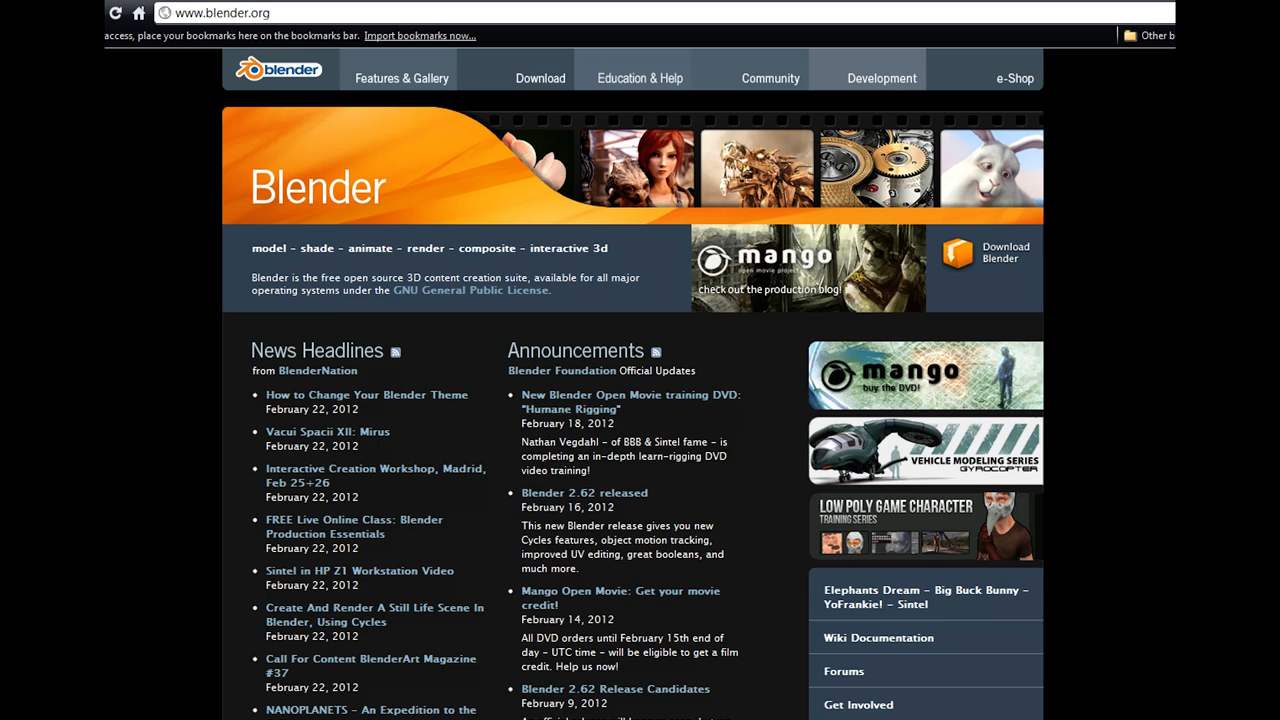 www.blender.org
access, place your bookmarks here on the bookmarks bar. Import bookmarks now...
Other b
blender
Features & Gallery
Download
Education & Help
Community
Development
e-Shop
Blender
model – shade – animate – render – composite – interactive 3d
Blender is the free open source 3D content creation suite, available for all major
operating systems under the GNU General Public License.
mango
open movie project
check out the production blog!
Download
Blender
News Headlines
from BlenderNation
How to Change Your Blender Theme
February 22, 2012
Vacui Spacii XII: Mirus
February 22, 2012
Interactive Creation Workshop, Madrid,
Feb 25+26
February 22, 2012
FREE Live Online Class: Blender
Production Essentials
February 22, 2012
Sintel in HP Z1 Workstation Video
February 22, 2012
Create And Render A Still Life Scene In
Blender, Using Cycles
February 22, 2012
Call For Content BlenderArt Magazine
#37
February 22, 2012
NANOPLANETS – An Expedition to the
Announcements
Blender Foundation Official Updates
New Blender Open Movie training DVD:
"Humane Rigging"
February 18, 2012
Nathan Vegdahl – of BBB & Sintel fame – is
completing an in-depth learn-rigging DVD
video training!
Blender 2.62 released
February 16, 2012
This new Blender release gives you new
Cycles features, object motion tracking,
improved UV editing, great booleans, and
much more.
Mango Open Movie: Get your movie
credit!
February 14, 2012
All DVD orders until February 15th end of
day – UTC time – will be eligible to get a film
credit. Help us now!
Blender 2.62 Release Candidates
February 9, 2012
mango
buy the DVD!
VEHICLE MODELING SERIES
GYROCOPTER
LOW POLY GAME CHARACTER
TRAINING SERIES
Elephants Dream – Big Buck Bunny –
YoFrankie! – Sintel
Wiki Documentation
Forums
Get Involved